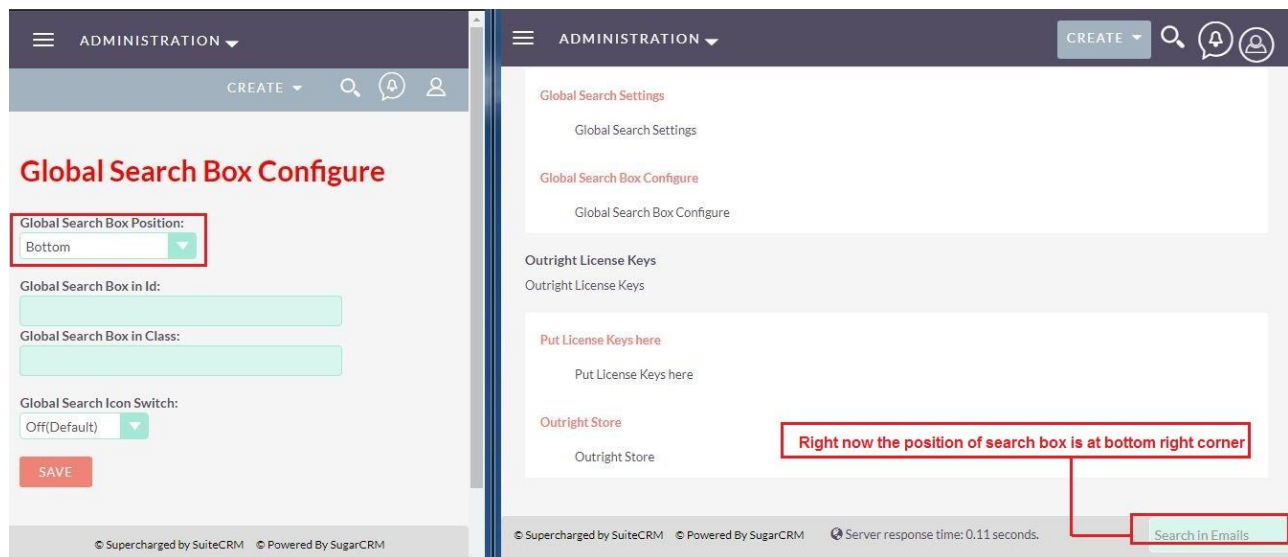 ADMINISTRATION
CREATE
Global Search Box Configure
Global Search Box Position:
Bottom
Global Search Box in Id:
Global Search Box in Class:
Global Search Icon Switch:
Off(Default)
SAVE
© Supercharged by SuiteCRM © Powered By SugarCRM
ADMINISTRATION CREATE
Global Search Settings
Global Search Settings
Global Search Box Configure
Global Search Box Configure
Outright License Keys
Outright License Keys
Put License Keys here
Put License Keys here
Outright Store
Right now the position of search box is at bottom right corner
Outright Store
© Supercharged by SuiteCRM © Powered By SugarCRM Server response time: 0.11 seconds. Search in Emails